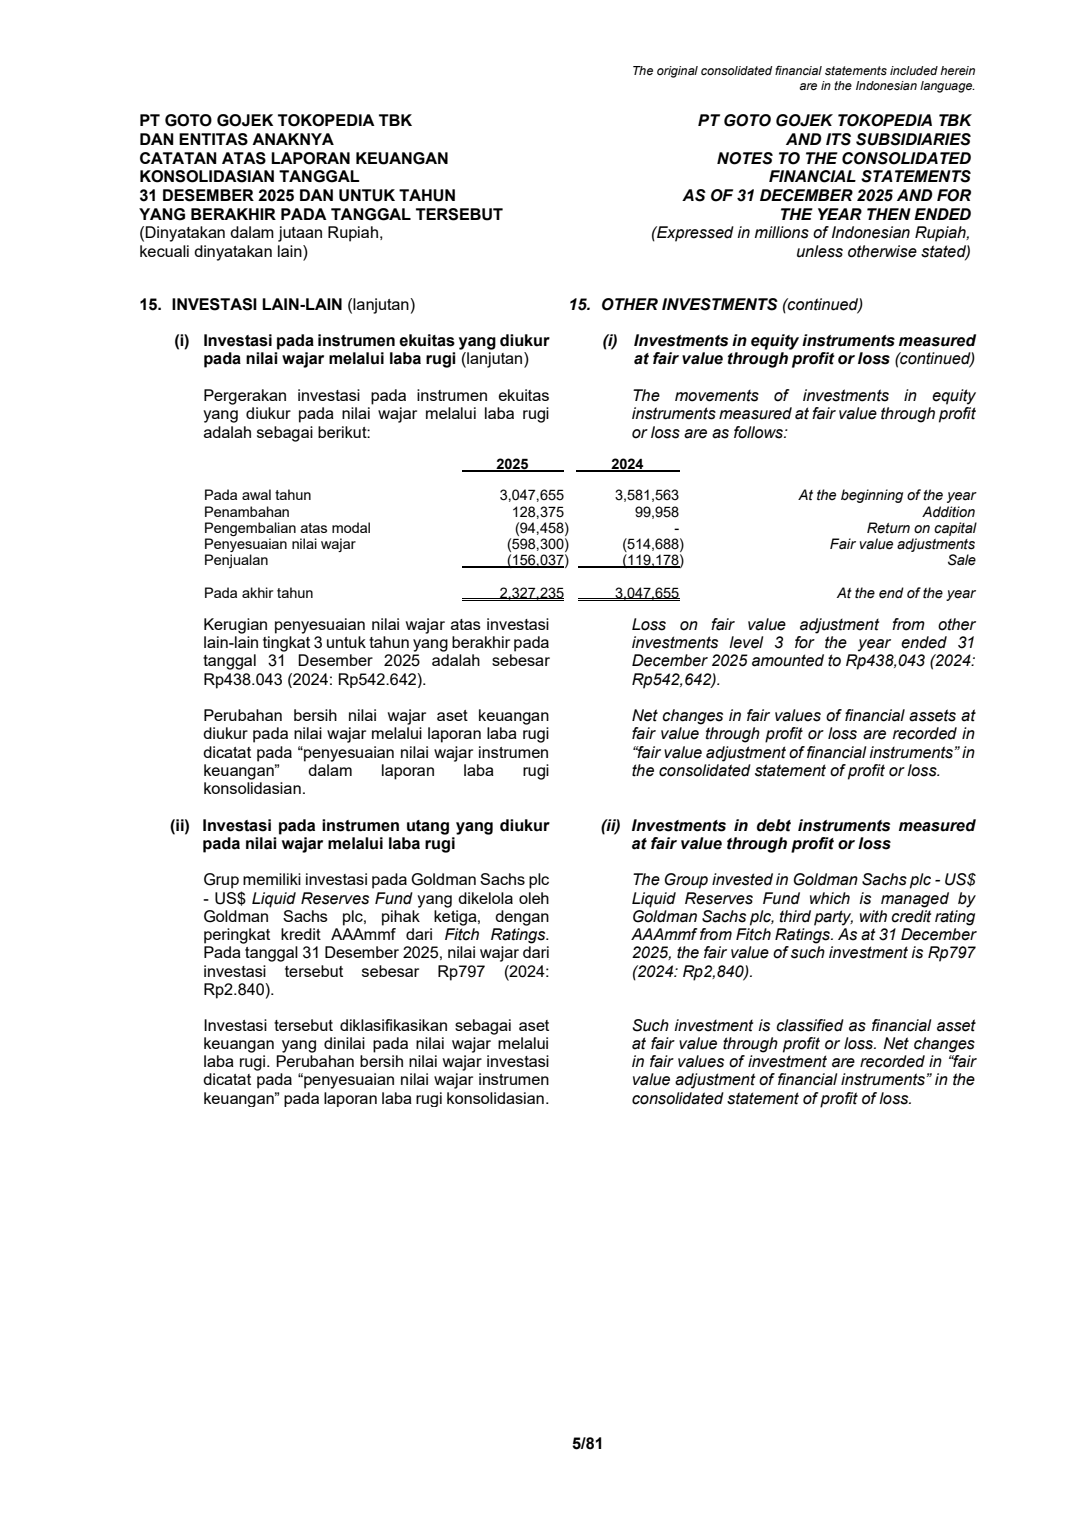 The original consolidated financial statements included herein
are in the Indonesian language.
PT GOTO GOJEK TOKOPEDIA TBK
DAN ENTITAS ANAKNYA
CATATAN ATAS LAPORAN KEUANGAN
KONSOLIDASIAN TANGGAL
31 DESEMBER 2025 DAN UNTUK TAHUN
YANG BERAKHIR PADA TANGGAL TERSEBUT
(Dinyatakan dalam jutaan Rupiah,
kecuali dinyatakan lain)
PT GOTO GOJEK TOKOPEDIA TBK
AND ITS SUBSIDIARIES
NOTES TO THE CONSOLIDATED
FINANCIAL STATEMENTS
AS OF 31 DECEMBER 2025 AND FOR
THE YEAR THEN ENDED
(Expressed in millions of Indonesian Rupiah,
unless otherwise stated)
15. INVESTASI LAIN-LAIN (lanjutan)
15. OTHER INVESTMENTS (continued)
(i) Investasi pada instrumen ekuitas yang diukur
pada nilai wajar melalui laba rugi (lanjutan)
(i) Investments in equity instruments measured
at fair value through profit or loss (continued)
Pergerakan investasi pada instrumen ekuitas
yang diukur pada nilai wajar melalui laba rugi
adalah sebagai berikut:
The movements of investments in equity
instruments measured at fair value through profit
or loss are as follows:
2025 2024
Pada awal tahun 3,047,655 3,581,563 At the beginning of the year
Penambahan 128,375 99,958 Addition
Pengembalian atas modal (94,458) - Return on capital
Penyesuaian nilai wajar (598,300) (514,688) Fair value adjustments
Penjualan (156,037) (119,178) Sale
Pada akhir tahun 2,327,235 3,047,655 At the end of the year
Kerugian penyesuaian nilai wajar atas investasi
lain-lain tingkat 3 untuk tahun yang berakhir pada
tanggal 31 Desember 2025 adalah sebesar
Rp438.043 (2024: Rp542.642).
Loss on fair value adjustment from other
investments level 3 for the year ended 31
December 2025 amounted to Rp438,043 (2024:
Rp542,642).
Perubahan bersih nilai wajar aset keuangan
diukur pada nilai wajar melalui laporan laba rugi
dicatat pada “penyesuaian nilai wajar instrumen
keuangan” dalam laporan laba rugi
konsolidasian.
Net changes in fair values of financial assets at
fair value through profit or loss are recorded in
“fair value adjustment of financial instruments” in
the consolidated statement of profit or loss.
(ii) Investasi pada instrumen utang yang diukur
pada nilai wajar melalui laba rugi
(ii) Investments in debt instruments measured
at fair value through profit or loss
Grup memiliki investasi pada Goldman Sachs plc
- US$ Liquid Reserves Fund yang dikelola oleh
Goldman Sachs plc, pihak ketiga, dengan
peringkat kredit AAAmmf dari Fitch Ratings.
Pada tanggal 31 Desember 2025, nilai wajar dari
investasi tersebut sebesar Rp797 (2024:
Rp2.840).
The Group invested in Goldman Sachs plc - US$
Liquid Reserves Fund which is managed by
Goldman Sachs plc, third party, with credit rating
AAAmmf from Fitch Ratings. As at 31 December
2025, the fair value of such investment is Rp797
(2024: Rp2,840).
Investasi tersebut diklasifikasikan sebagai aset
keuangan yang dinilai pada nilai wajar melalui
laba rugi. Perubahan bersih nilai wajar investasi
dicatat pada “penyesuaian nilai wajar instrumen
keuangan” pada laporan laba rugi konsolidasian.
Such investment is classified as financial asset
at fair value through profit or loss. Net changes
in fair values of investment are recorded in “fair
value adjustment of financial instruments” in the
consolidated statement of profit of loss.
5/81